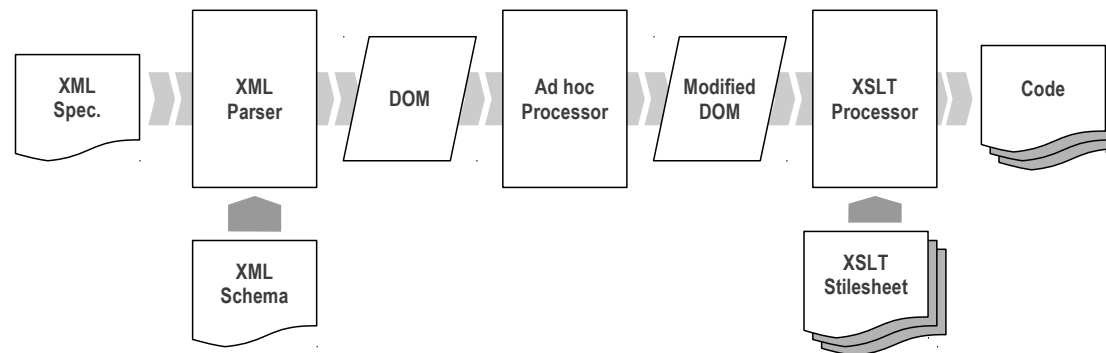 XML
Spec.
XML
Parser
DOM
Ad hoc
Processor
Modified
DOM
XSLT
Processor
Code
XML
Schema
XSLT
Stilesheet